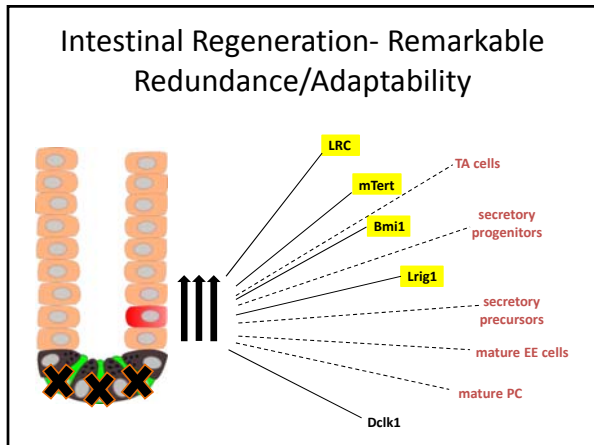 Intestinal Regeneration- Remarkable
Redundance/Adaptability
LRC
TA cells
mTert
secretory
progenitors
Bmi1
Lrig1
secretory
precursors
mature EE cells
mature PC
Dclk1